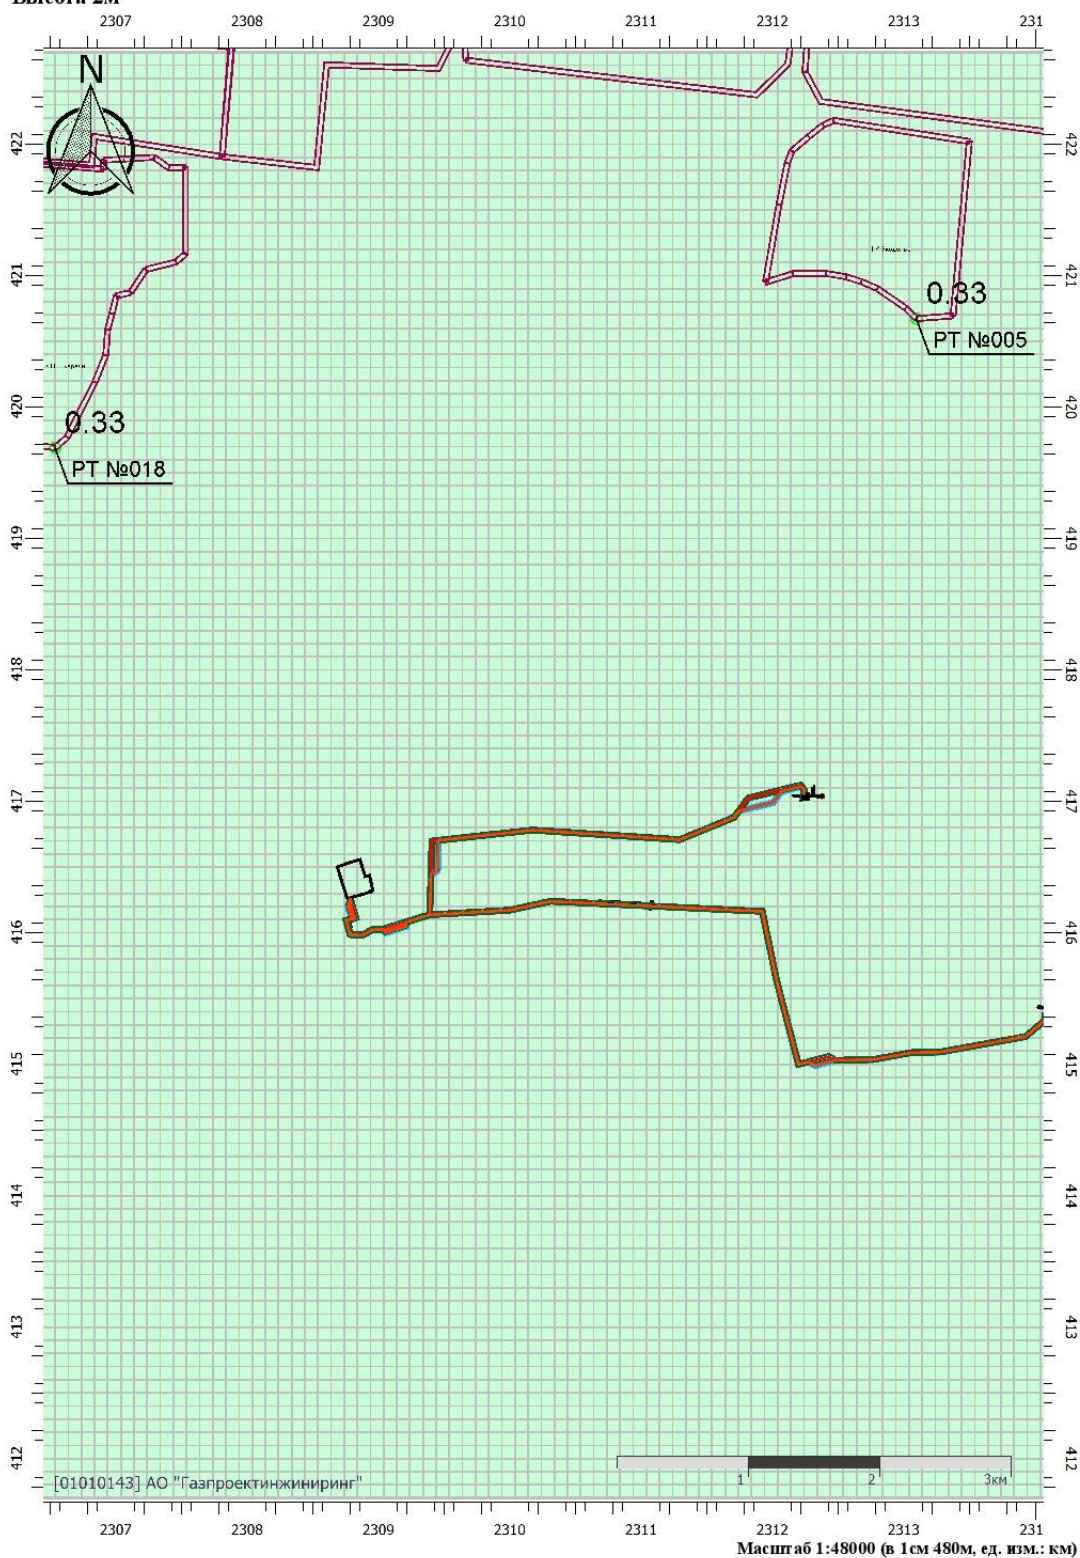 Высота 2м
2307 2308 2309 2310 2311 2312 2313 231
N
422 422
421 421
0.33
РТ №005
420 420
0.33
РТ №018
419 419
418 418
417 417
416 416
415 415
414 414
413 413
412 412
[01010143] АО "Газпроектинжиниринг"
1 2 3км
2307 2308 2309 2310 2311 2312 2313 231
Масштаб 1:48000 (в 1см 480м, ед. изм.: км)